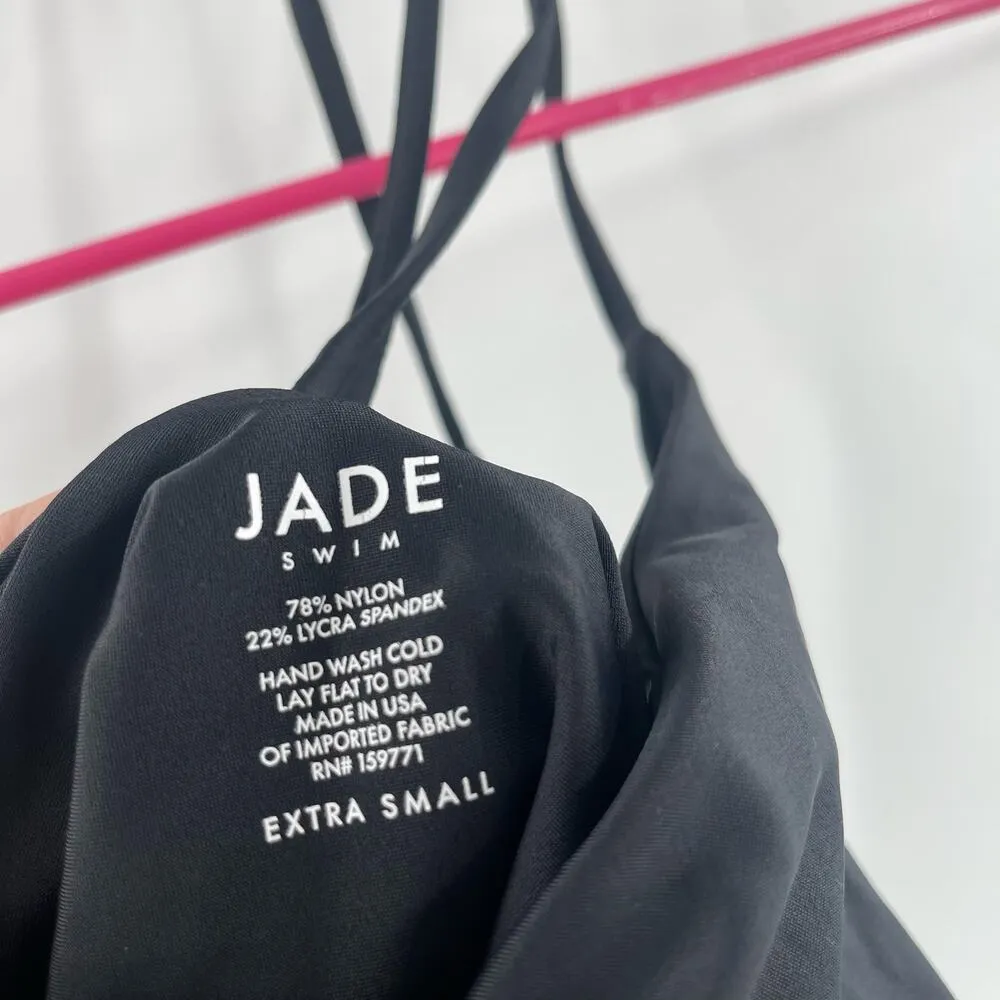 JADE
SWIM
78% NYLON
22% LYCRA SPANDEX
HAND WASH COLD
LAY FLAT TO DRY
MADE IN USA
OF IMPORTED FABRIC
RN# 159771
EXTRA SMALL